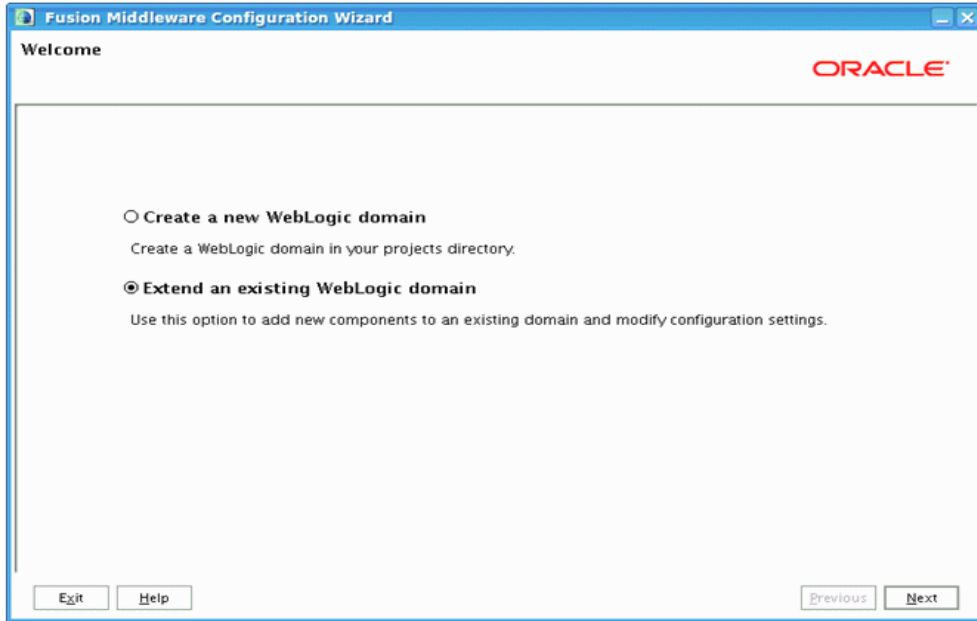 Fusion Middleware Configuration Wizard
Welcome
ORACLE
Create a new WebLogic domain
Create a WebLogic domain in your projects directory.
Extend an existing WebLogic domain
Use this option to add new components to an existing domain and modify configuration settings.
Exit Help Previous Next